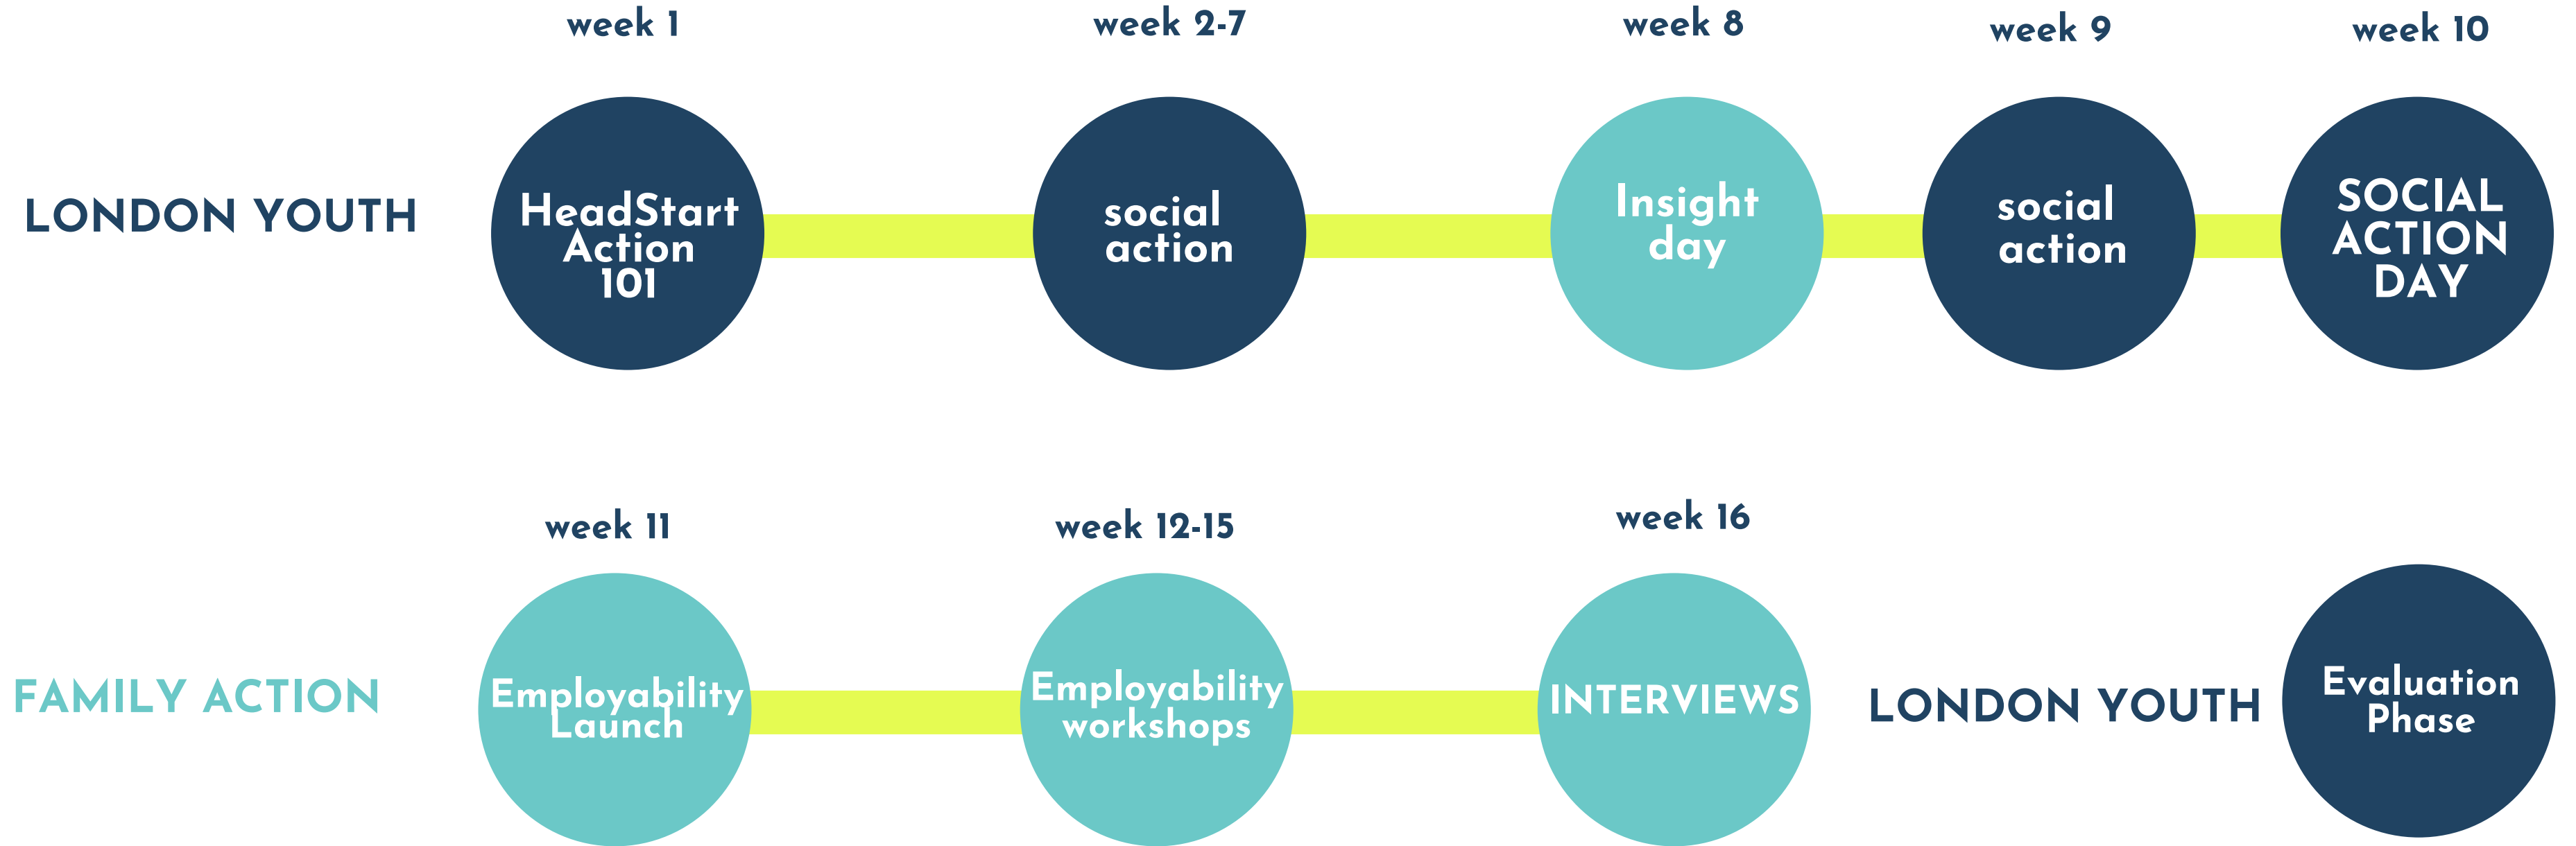 week 1
week 2-7
week 8
week 9
week 10
LONDON YOUTH
HeadStart
Action
101
social
action
Insight
day
social
action
SOCIAL
ACTION
DAY
week 11
week 12-15
week 16
FAMILY ACTION
Employability
Launch
Employability
workshops
INTERVIEWS
LONDON YOUTH
Evaluation
Phase